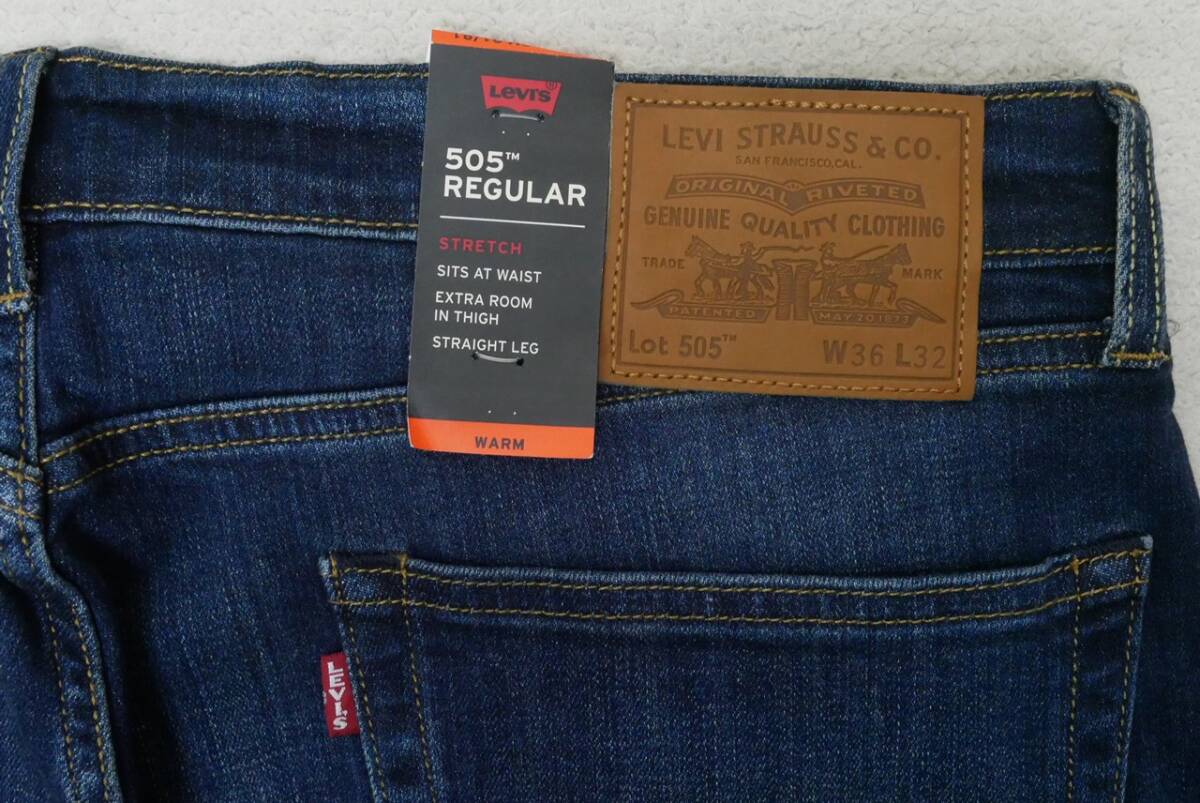 LEVI'S®
505™
REGULAR
STRETCH
SITS AT WAIST
EXTRA ROOM
IN THIGH
STRAIGHT LEG
WARM
LEVI STRAUSS & CO.
SAN FRANCISCO, CAL.
ORIGINAL RIVETED
GENUINE QUALITY CLOTHING
TRADE MARK
PATENTED MAY 20 1873
Lot 505™ W36 L32
LEVI'S